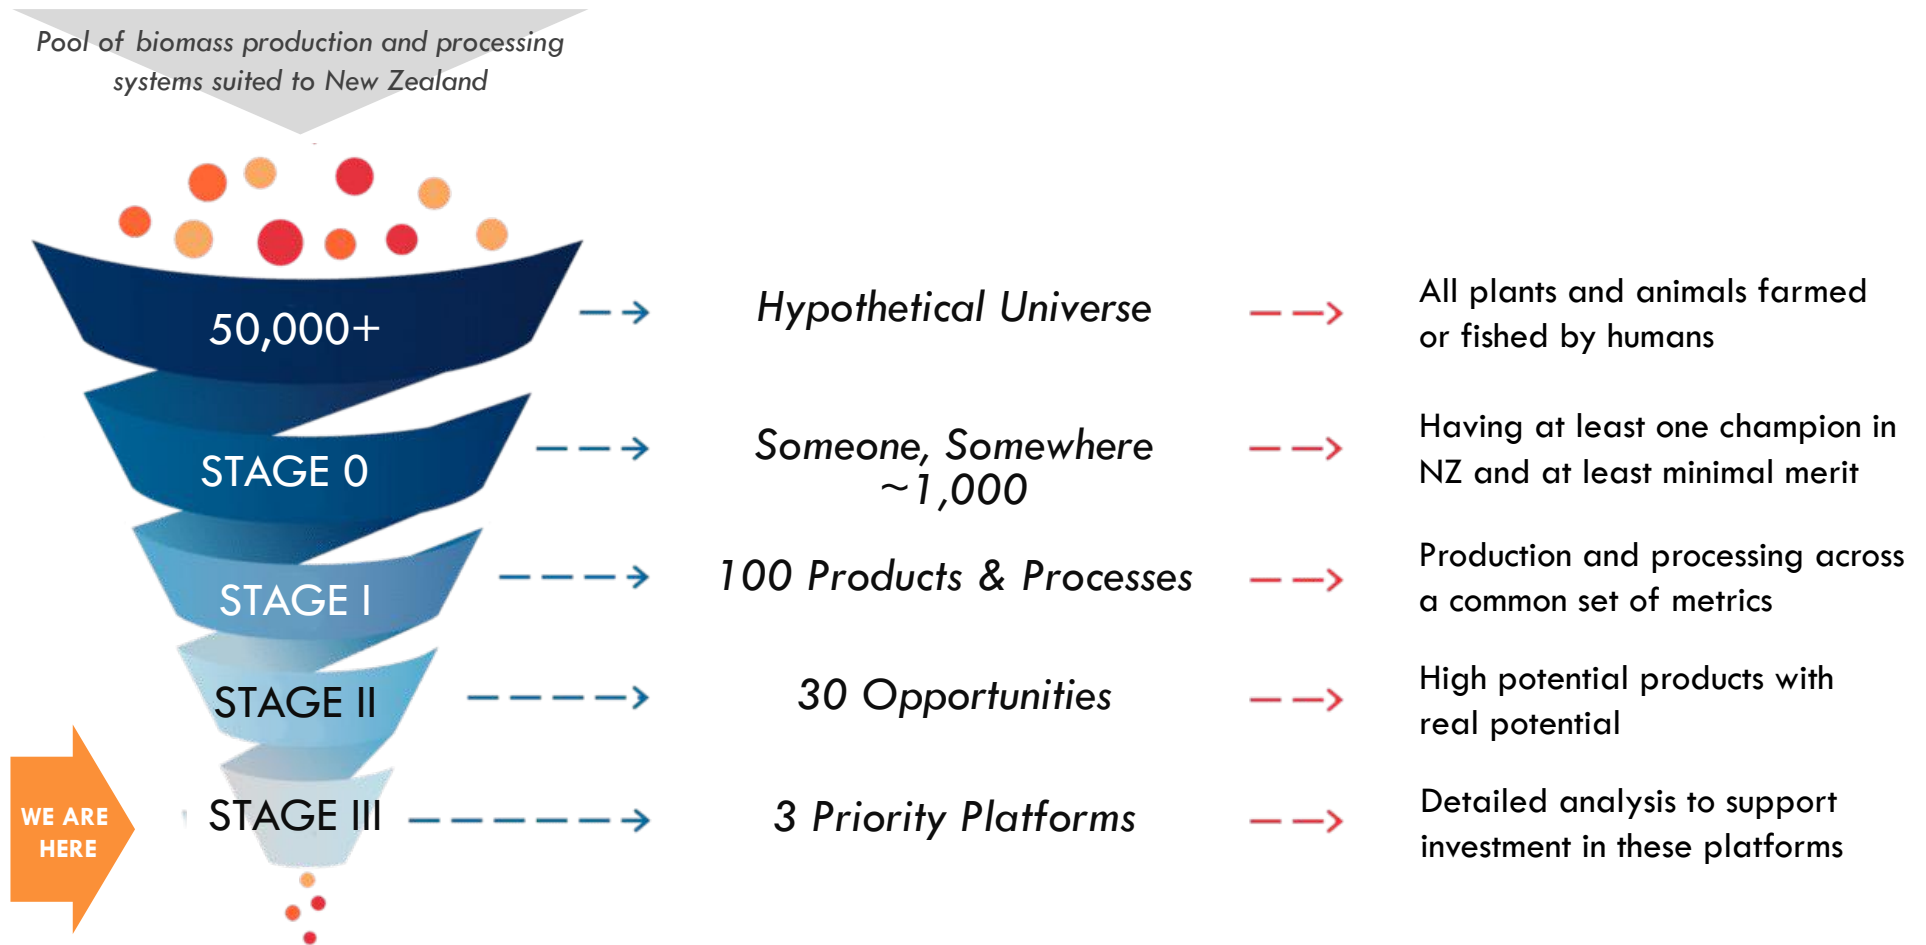 Pool of biomass production and processing
systems suited to New Zealand
50,000+
Hypothetical Universe
All plants and animals farmed
or fished by humans
STAGE 0
Someone, Somewhere
~1,000
Having at least one champion in
NZ and at least minimal merit
STAGE I
100 Products & Processes
Production and processing across
a common set of metrics
STAGE II
30 Opportunities
High potential products with
real potential
WE ARE
HERE
STAGE III
3 Priority Platforms
Detailed analysis to support
investment in these platforms